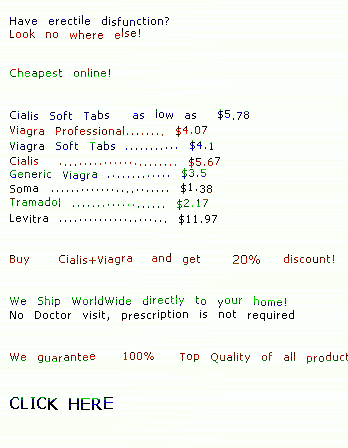 Have erectile disfunction?
Look no where else!
Cheapest online!
Cialis Soft Tabs as low as $5.78
Viagra Professional....... $4.07
Viagra Soft Tabs ........... $4.1
Cialis ....................... $5.67
Generic Viagra ............. $3.5
Soma ....................... $1.38
Tramadol .................. $2.17
Levitra ..................... $11.97
Buy Cialis+Viagra and get 20% discount!
We Ship WorldWide directly to your home!
No Doctor visit, prescription is not required
We guarantee 100% Top Quality of all product
CLICK HERE